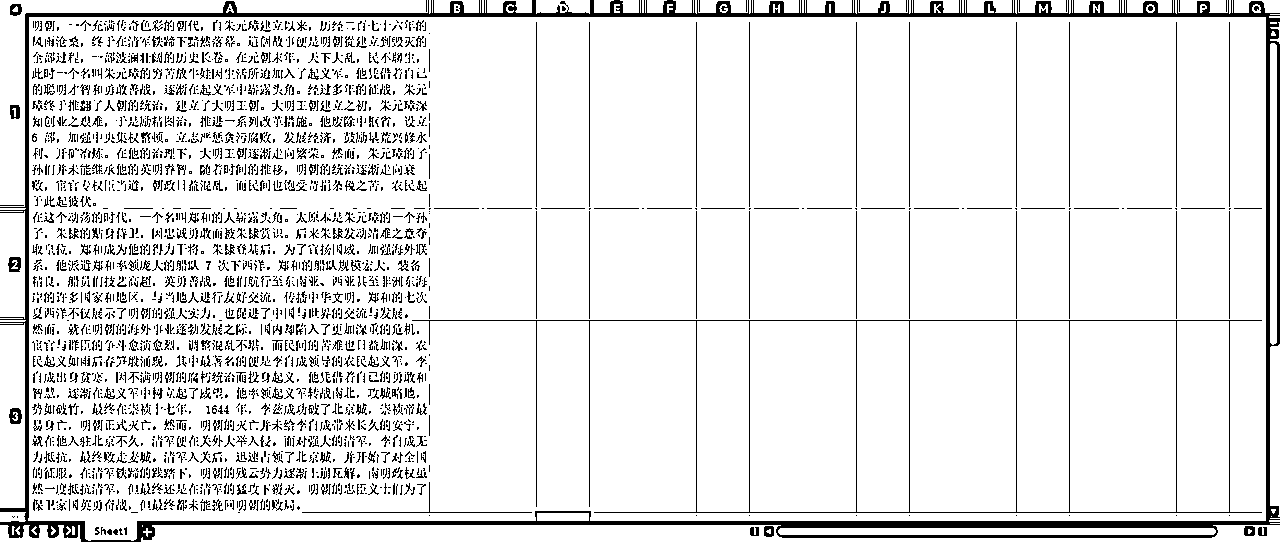 A B C D E F G H I J K L M N O P Q
1
明朝，一个充满传奇色彩的朝代，自朱元璋建立以来，历经二百七十六年的
风雨沧桑，终于在清军铁蹄下黯然落幕。這個故事便是明朝從建立到毁灭的
全部过程，一部波澜壮阔的历史长卷。在元朝末年，天下大乱，民不聊生，
此时一个名叫朱元璋的穷苦放牛娃因生活所迫加入了起义军。他凭借着自己
的聪明才智和勇敢善战，逐渐在起义军中崭露头角。经过多年的征战，朱元
璋终于推翻了人朝的统治，建立了大明王朝。大明王朝建立之初，朱元璋深
知创业之艰难，于是励精图治，推进一系列改革措施。他废除中枢省，设立
6 部，加强中央集权整顿。立志严惩贪污腐败，发展经济，鼓励垦荒兴修水
利、开矿冶炼。在他的治理下，大明王朝逐渐走向繁荣。然而，朱元璋的子
孙们并未能继承他的英明睿智。随着时间的推移，明朝的统治逐渐走向衰
败，宦官专权臣当道，朝政日益混乱，而民间也饱受苛捐杂税之苦，农民起
于此起彼伏。
2
在这个动荡的时代，一个名叫郑和的人崭露头角。太原本是朱元璋的一个孙
子，朱棣的贴身侍卫，因忠诚勇敢而被朱棣赏识。后来朱棣发动靖难之意夺
取皇位，郑和成为他的得力干将。朱棣登基后，为了宣扬国威，加强海外联
系，他派遣郑和率领庞大的船队 7 次下西洋，郑和的船队规模宏大，装备
精良，船员们技艺高超，英勇善战，他们航行至东南亚、西亚甚至非洲东海
岸的许多国家和地区，与当地人进行友好交流，传播中华文明，郑和的七次
夏西洋不仅展示了明朝的强大实力，也促进了中国与世界的交流与发展。
3
然而，就在明朝的海外事业蓬勃发展之际，国内却陷入了更加深重的危机，
宦官与群臣的争斗愈演愈烈，调整混乱不堪，而民间的苦难也日益加深，农
民起义如雨后春笋般涌现，其中最著名的便是李自成领导的农民起义军，李
自成出身贫寒，因不满明朝的腐朽统治而投身起义，他凭借着自己的勇敢和
智慧，逐渐在起义军中树立起了威望，他率领起义军转战南北，攻城略地，
势如破竹，最终在崇祯十七年， 1644 年，李兹成功破了北京城，崇祯帝最
易身亡，明朝正式灭亡，然而，明朝的灭亡并未给李自成带来长久的安宁，
就在他入驻北京不久，清军便在关外大举入侵，面对强大的清军，李自成无
力抵抗，最终败走麦城，清军入关后，迅速占领了北京城，并开始了对全国
的征服，在清军铁蹄的践踏下，明朝的残云势力逐渐土崩瓦解，南明政权虽
然一度抵抗清军，但最终还是在清军的猛攻下覆灭，明朝的忠臣义士们为了
保卫家国英勇奋战，但最终都未能挽回明朝的败局。
Sheet1